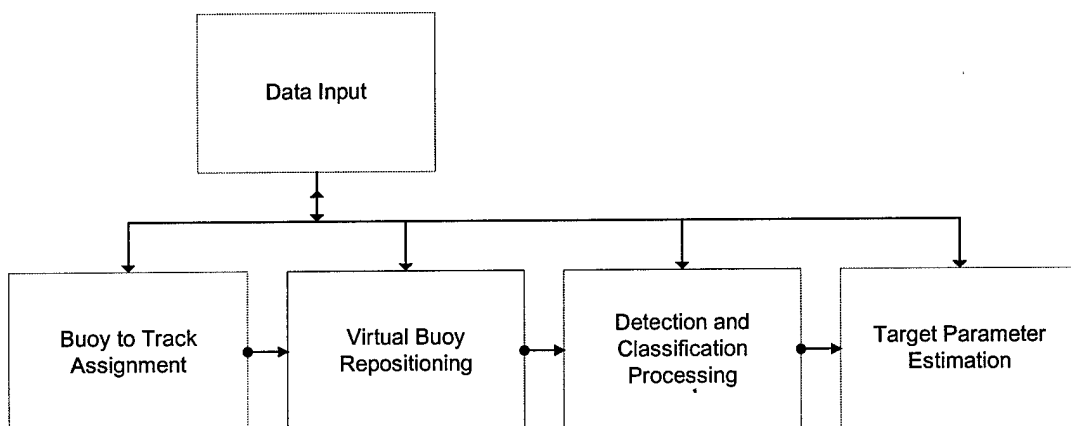 Data Input
Buoy to Track
Assignment
Virtual Buoy
Repositioning
Detection and
Classification
Processing
Target Parameter
Estimation